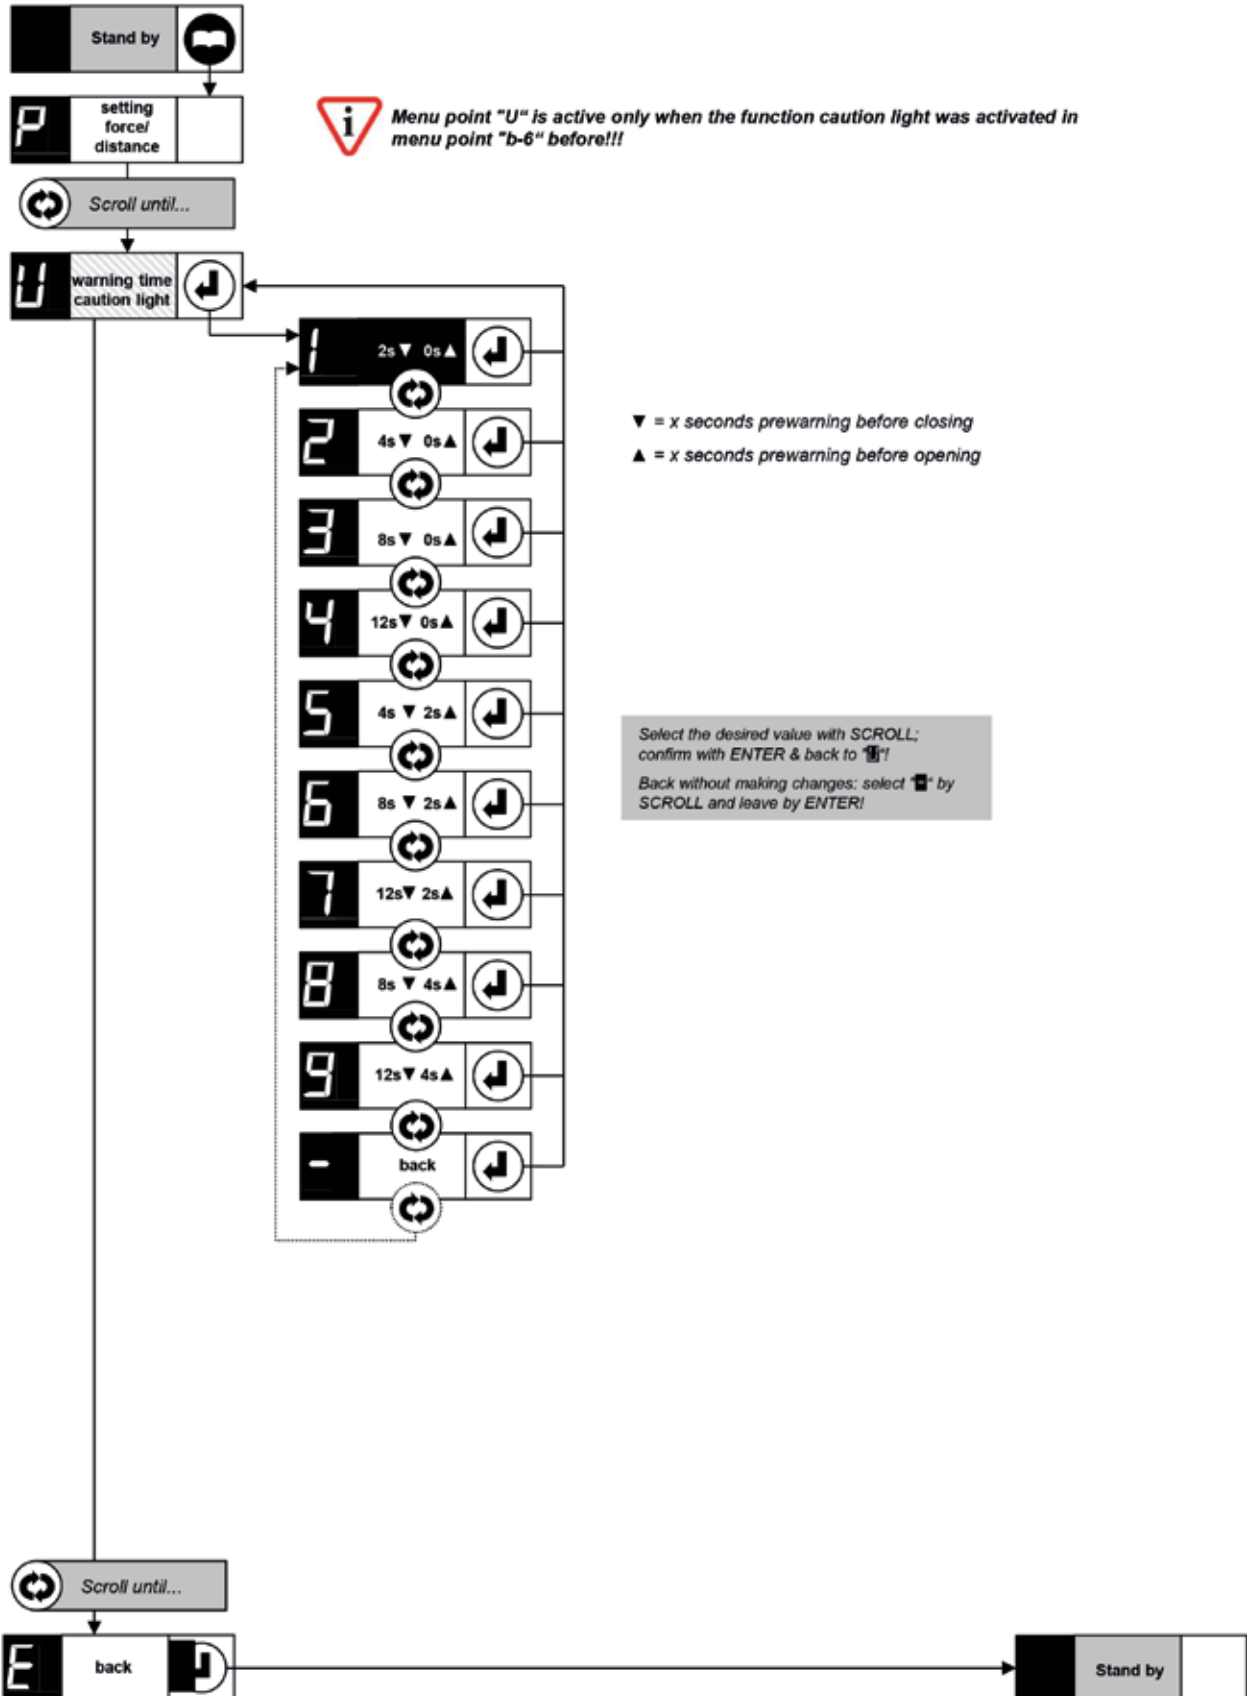 Stand by
P
setting
force/
distance
i
Menu point "U“ is active only when the function caution light was activated in
menu point "b-6“ before!!!
Scroll until...
U
warning time
caution light
1 2s▼ 0s▲
2 4s▼ 0s▲
▼ = x seconds prewarning before closing
▲ = x seconds prewarning before opening
3 8s▼ 0s▲
4 12s▼ 0s▲
5 4s ▼ 2s▲
Select the desired value with SCROLL;
confirm with ENTER & back to "U“!
Back without making changes: select "-“ by
SCROLL and leave by ENTER!
6 8s ▼ 2s▲
7 12s▼ 2s▲
8 8s ▼ 4s▲
9 12s▼ 4s▲
- back
Scroll until...
E back
Stand by